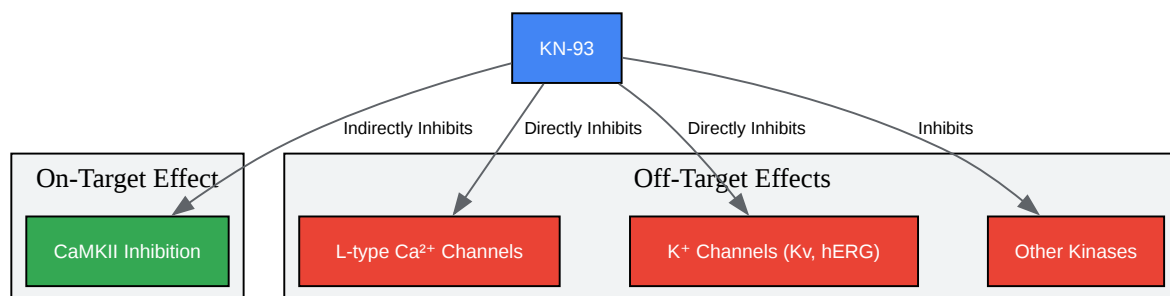 KN-93
Indirectly Inhibits
Directly Inhibits
Directly Inhibits
Inhibits
On-Target Effect
Off-Target Effects
CaMKII Inhibition
L-type Ca²⁺ Channels
K⁺ Channels (Kv, hERG)
Other Kinases